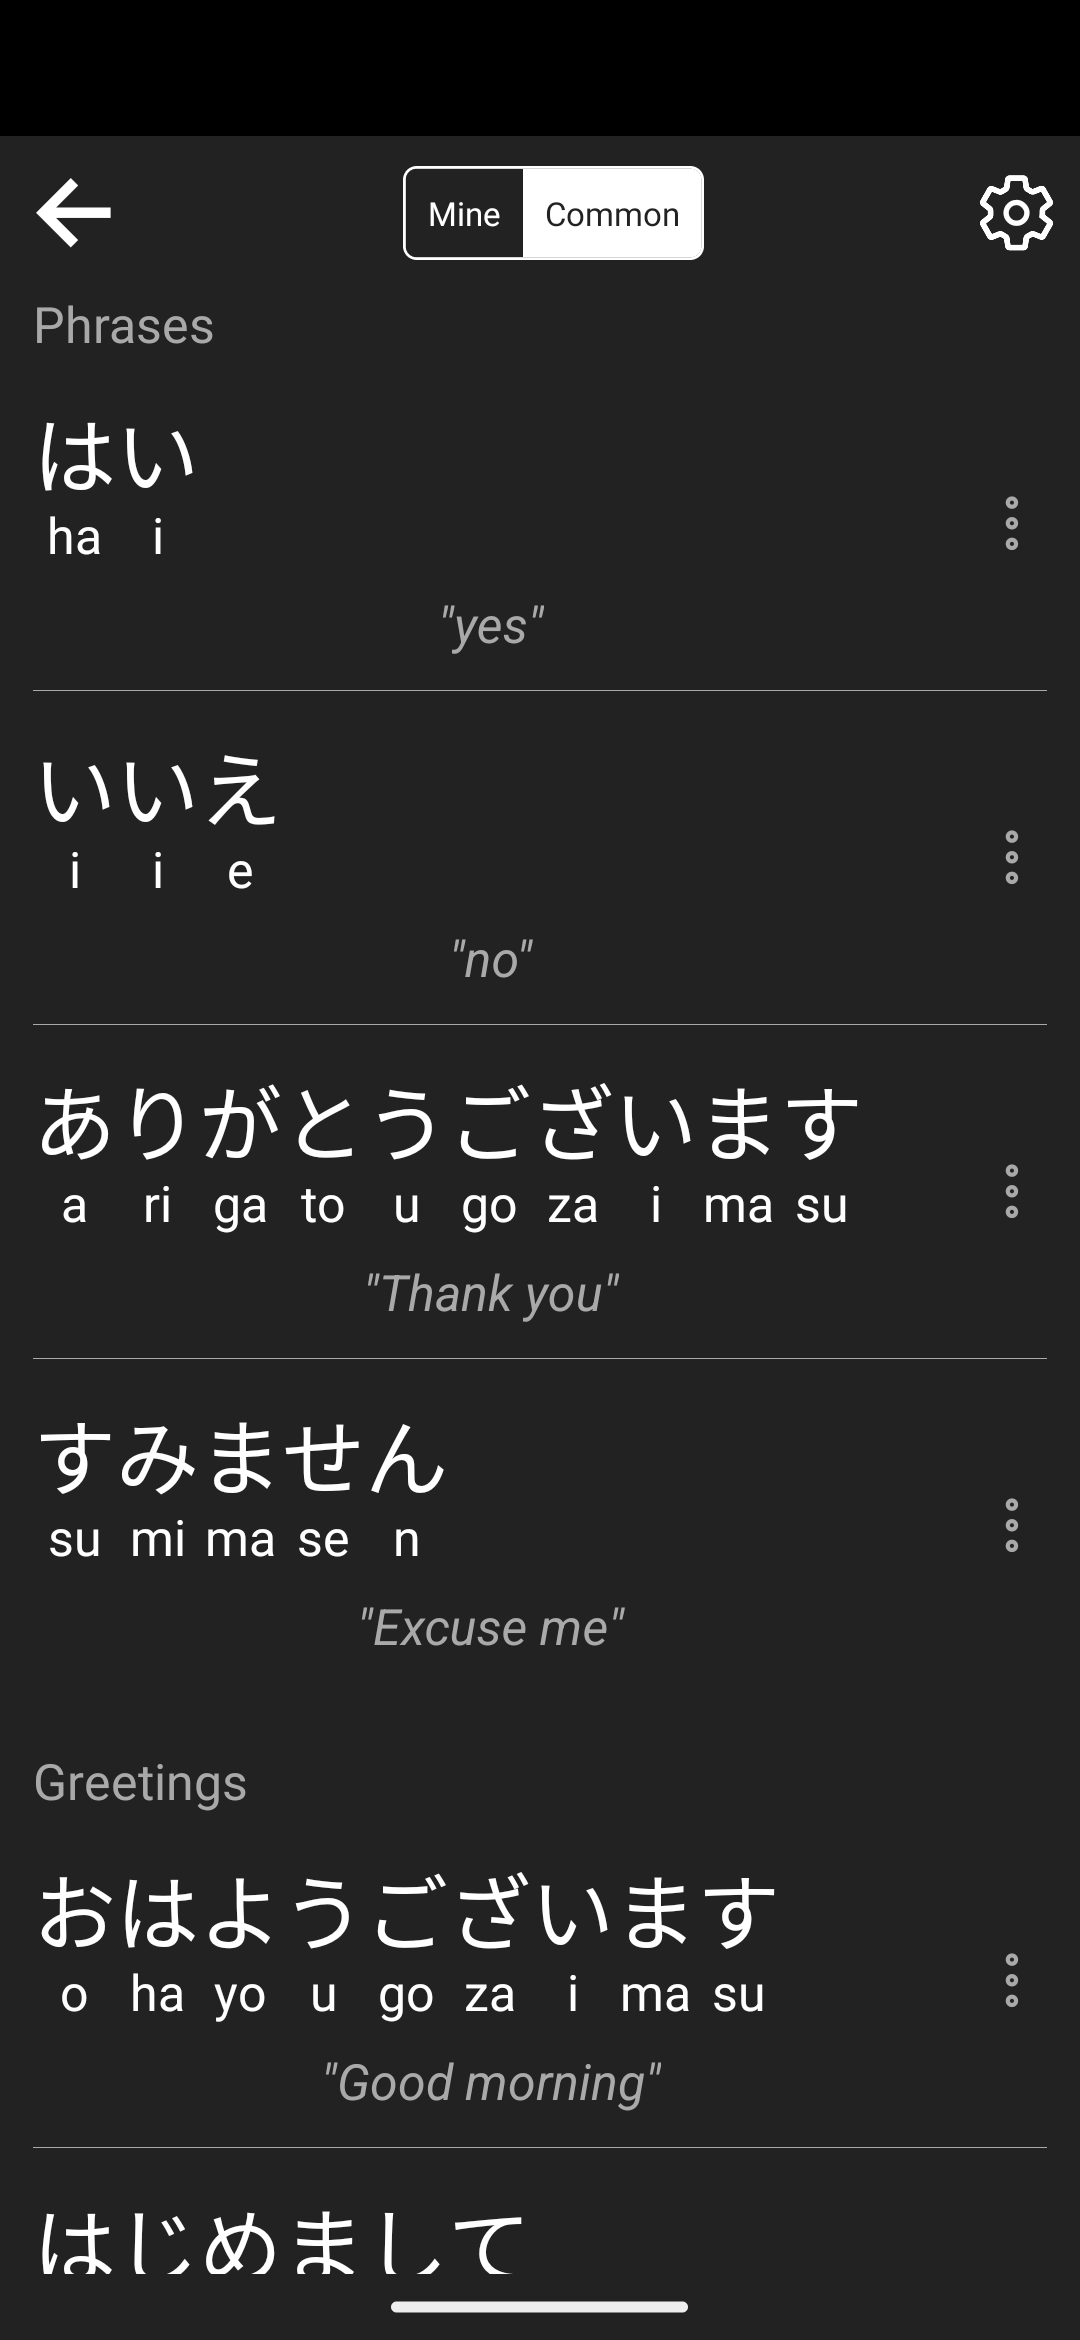 Mine Common
Phrases
はい
ha i
"yes"
いいえ
i i e
"no"
ありがとうございます
a ri ga to u go za i ma su
"Thank you"
すみません
su mi ma se n
"Excuse me"
Greetings
おはようございます
o ha yo u go za i ma su
"Good morning"
はじめまして